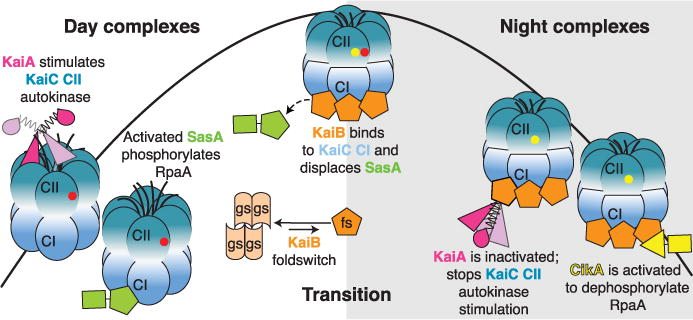 Day complexes
Night complexes
KaiA stimulates
KaiC CII
autokinase
CII
CI
Activated SasA
phosphorylates
RpaA
CII
CI
CII
CI
KaiB binds
to KaiC CI and
displaces SasA
gs gs
gs gs
fs
KaiB
foldswitch
Transition
CII
CI
KaiA is inactivated;
stops KaiC CII
autokinase
stimulation
CII
CI
CikA is activated
to dephosphorylate
RpaA